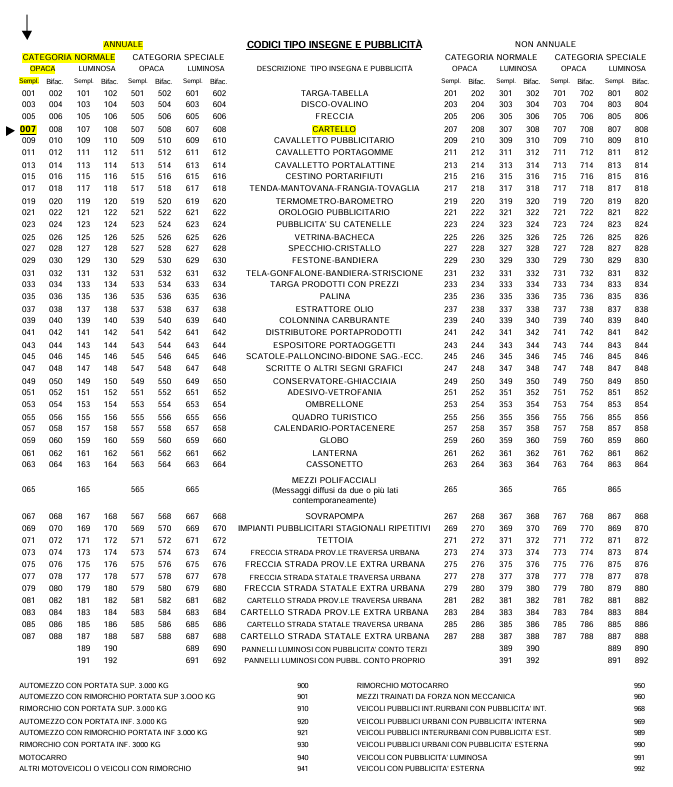 ANNUALE CODICI TIPO INSEGNE E PUBBLICITÀ NON ANNUALE
CATEGORIA NORMALE CATEGORIA SPECIALE CATEGORIA NORMALE CATEGORIA SPECIALE
OPACA LUMINOSA OPACA LUMINOSA DESCRIZIONE TIPO INSEGNA E PUBBLICITÀ OPACA LUMINOSA OPACA LUMINOSA
Sempl. Bifac. Sempl. Bifac. Sempl. Bifac. Sempl. Bifac. Sempl. Bifac. Sempl. Bifac. Sempl. Bifac. Sempl. Bifac.
001 002 101 102 501 502 601 602 TARGA-TABELLA 201 202 301 302 701 702 801 802
003 004 103 104 503 504 603 604 DISCO-OVALINO 203 204 303 304 703 704 803 804
005 006 105 106 505 506 605 606 FRECCIA 205 206 305 306 705 706 805 806
007 008 107 108 507 508 607 608 CARTELLO 207 208 307 308 707 708 807 808
009 010 109 110 509 510 609 610 CAVALLETTO PUBBLICITARIO 209 210 309 310 709 710 809 810
011 012 111 112 511 512 611 612 CAVALLETTO PORTAGOMME 211 212 311 312 711 712 811 812
013 014 113 114 513 514 613 614 CAVALLETTO PORTALATTINE 213 214 313 314 713 714 813 814
015 016 115 116 515 516 615 616 CESTINO PORTARIFIUTI 215 216 315 316 715 716 815 816
017 018 117 118 517 518 617 618 TENDA-MANTOVANA-FRANGIA-TOVAGLIA 217 218 317 318 717 718 817 818
019 020 119 120 519 520 619 620 TERMOMETRO-BAROMETRO 219 220 319 320 719 720 819 820
021 022 121 122 521 522 621 622 OROLOGIO PUBBLICITARIO 221 222 321 322 721 722 821 822
023 024 123 124 523 524 623 624 PUBBLICITA' SU CATENELLE 223 224 323 324 723 724 823 824
025 026 125 126 525 526 625 626 VETRINA-BACHECA 225 226 325 326 725 726 825 826
027 028 127 128 527 528 627 628 SPECCHIO-CRISTALLO 227 228 327 328 727 728 827 828
029 030 129 130 529 530 629 630 FESTONE-BANDIERA 229 230 329 330 729 730 829 830
031 032 131 132 531 532 631 632 TELA-GONFALONE-BANDIERA-STRISCIONE 231 232 331 332 731 732 831 832
033 034 133 134 533 534 633 634 TARGA PRODOTTI CON PREZZI 233 234 333 334 733 734 833 834
035 036 135 136 535 536 635 636 PALINA 235 236 335 336 735 736 835 836
037 038 137 138 537 538 637 638 ESTRATTORE OLIO 237 238 337 338 737 738 837 838
039 040 139 140 539 540 639 640 COLONNINA CARBURANTE 239 240 339 340 739 740 839 840
041 042 141 142 541 542 641 642 DISTRIBUTORE PORTAPRODOTTI 241 242 341 342 741 742 841 842
043 044 143 144 543 544 643 644 ESPOSITORE PORTAOGGETTI 243 244 343 344 743 744 843 844
045 046 145 146 545 546 645 646 SCATOLE-PALLONCINO-BIDONE SAG.-ECC. 245 246 345 346 745 746 845 846
047 048 147 148 547 548 647 648 SCRITTE O ALTRI SEGNI GRAFICI 247 248 347 348 747 748 847 848
049 050 149 150 549 550 649 650 CONSERVATORE-GHIACCIAIA 249 250 349 350 749 750 849 850
051 052 151 152 551 552 651 652 ADESIVO-VETROFANIA 251 252 351 352 751 752 851 852
053 054 153 154 553 554 653 654 OMBRELLONE 253 254 353 354 753 754 853 854
055 056 155 156 555 556 655 656 QUADRO TURISTICO 255 256 355 356 755 756 855 856
057 058 157 158 557 558 657 658 CALENDARIO-PORTACENERE 257 258 357 358 757 758 857 858
059 060 159 160 559 560 659 660 GLOBO 259 260 359 360 759 760 859 860
061 062 161 162 561 562 661 662 LANTERNA 261 262 361 362 761 762 861 862
063 064 163 164 563 564 663 664 CASSONETTO 263 264 363 364 763 764 863 864
MEZZI POLIFACCIALI
065 165 565 665 (Messaggi diffusi da due o più lati 265 365 765 865
contemporaneamente)
067 068 167 168 567 568 667 668 SOVRAPOMPA 267 268 367 368 767 768 867 868
069 070 169 170 569 570 669 670 IMPIANTI PUBBLICITARI STAGIONALI RIPETITIVI 269 270 369 370 769 770 869 870
071 072 171 172 571 572 671 672 TETTOIA 271 272 371 372 771 772 871 872
073 074 173 174 573 574 673 674 FRECCIA STRADA PROV.LE TRAVERSA URBANA 273 274 373 374 773 774 873 874
075 076 175 176 575 576 675 676 FRECCIA STRADA PROV.LE EXTRA URBANA 275 276 375 376 775 776 875 876
077 078 177 178 577 578 677 678 FRECCIA STRADA STATALE TRAVERSA URBANA 277 278 377 378 777 778 877 878
079 080 179 180 579 580 679 680 FRECCIA STRADA STATALE EXTRA URBANA 279 280 379 380 779 780 879 880
081 082 181 182 581 582 681 682 CARTELLO STRADA PROV.LE TRAVERSA URBANA 281 282 381 382 781 782 881 882
083 084 183 184 583 584 683 684 CARTELLO STRADA PROV.LE EXTRA URBANA 283 284 383 384 783 784 883 884
085 086 185 186 585 586 685 686 CARTELLO STRADA STATALE TRAVERSA URBANA 285 286 385 386 785 786 885 886
087 088 187 188 587 588 687 688 CARTELLO STRADA STATALE EXTRA URBANA 287 288 387 388 787 788 887 888
189 190 689 690 PANNELLI LUMINOSI CON PUBBLICITA' CONTO TERZI 389 390 889 890
191 192 691 692 PANNELLI LUMINOSI CON PUBBL. CONTO PROPRIO 391 392 891 892
AUTOMEZZO CON PORTATA SUP. 3.000 KG 900 RIMORCHIO MOTOCARRO 950
AUTOMEZZO CON RIMORCHIO PORTATA SUP 3.OOO KG 901 MEZZI TRAINATI DA FORZA NON MECCANICA 960
RIMORCHIO CON PORTATA SUP. 3.000 KG 910 VEICOLI PUBBLICI INT.RURBANI CON PUBBLICITA' INT. 968
AUTOMEZZO CON PORTATA INF. 3.000 KG 920 VEICOLI PUBBLICI URBANI CON PUBBLICITA' INTERNA 969
AUTOMEZZO CON RIMORCHIO PORTATA INF 3.000 KG 921 VEICOLI PUBBLICI INTERURBANI CON PUBBLICITA' EST. 989
RIMORCHIO CON PORTATA INF. 3000 KG 930 VEICOLI PUBBLICI URBANI CON PUBBLICITA' ESTERNA 990
MOTOCARRO 940 VEICOLI CON PUBBLICITA' LUMINOSA 991
ALTRI MOTOVEICOLI O VEICOLI CON RIMORCHIO 941 VEICOLI CON PUBBLICITA' ESTERNA 992